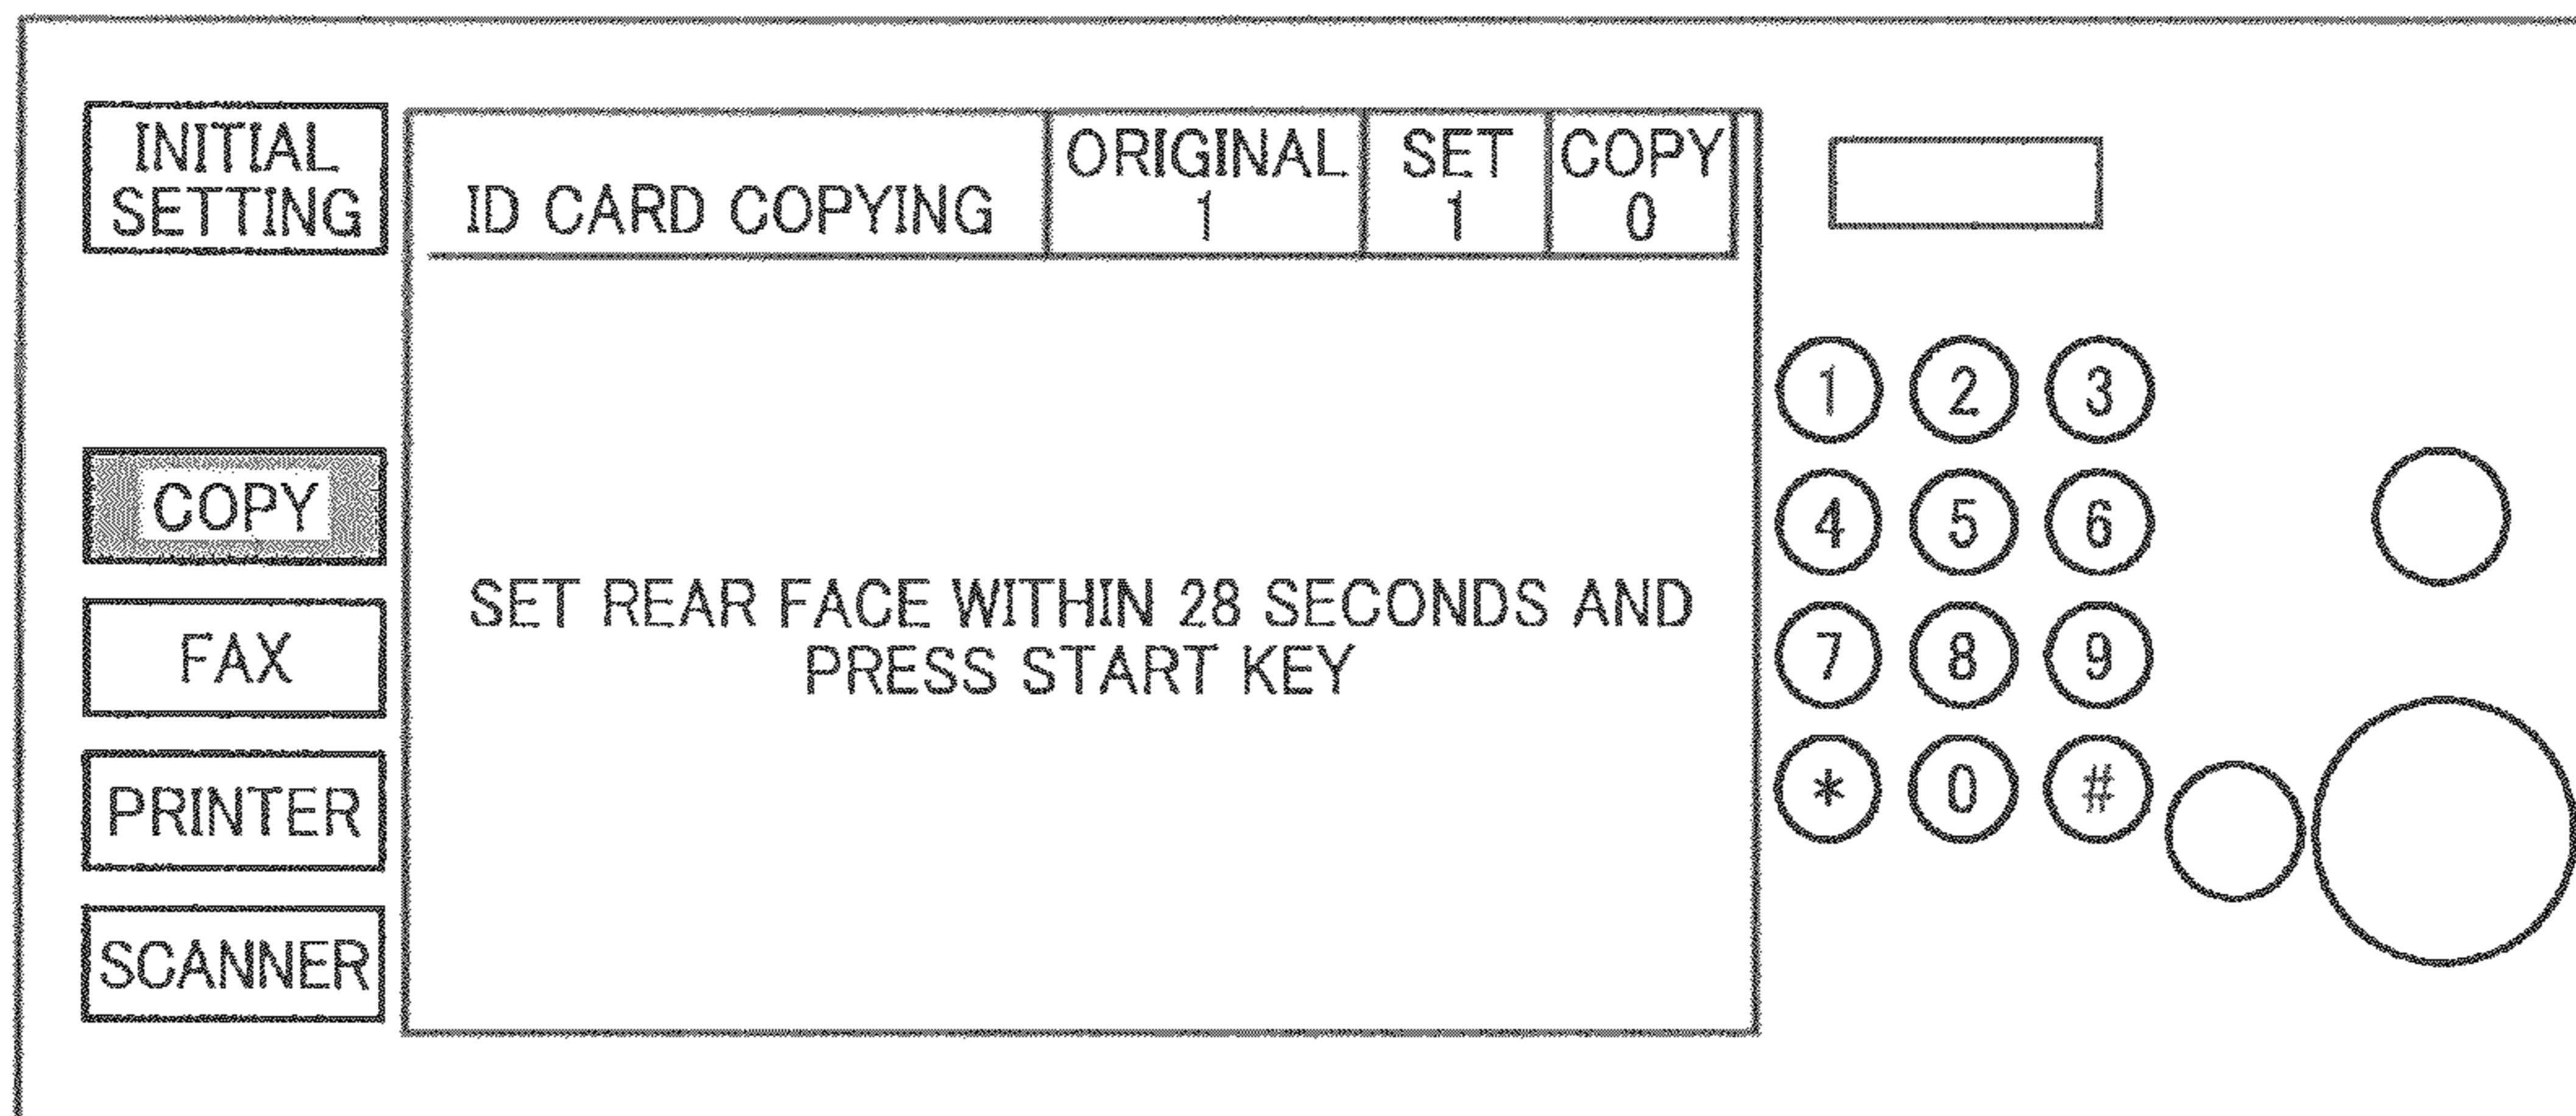 INITIAL
SETTING
ID CARD COPYING
ORIGINAL
1
SET
1
COPY
0
COPY
FAX
PRINTER
SCANNER
SET REAR FACE WITHIN 28 SECONDS AND
PRESS START KEY
1 2 3
4 5 6
7 8 9
* 0 #